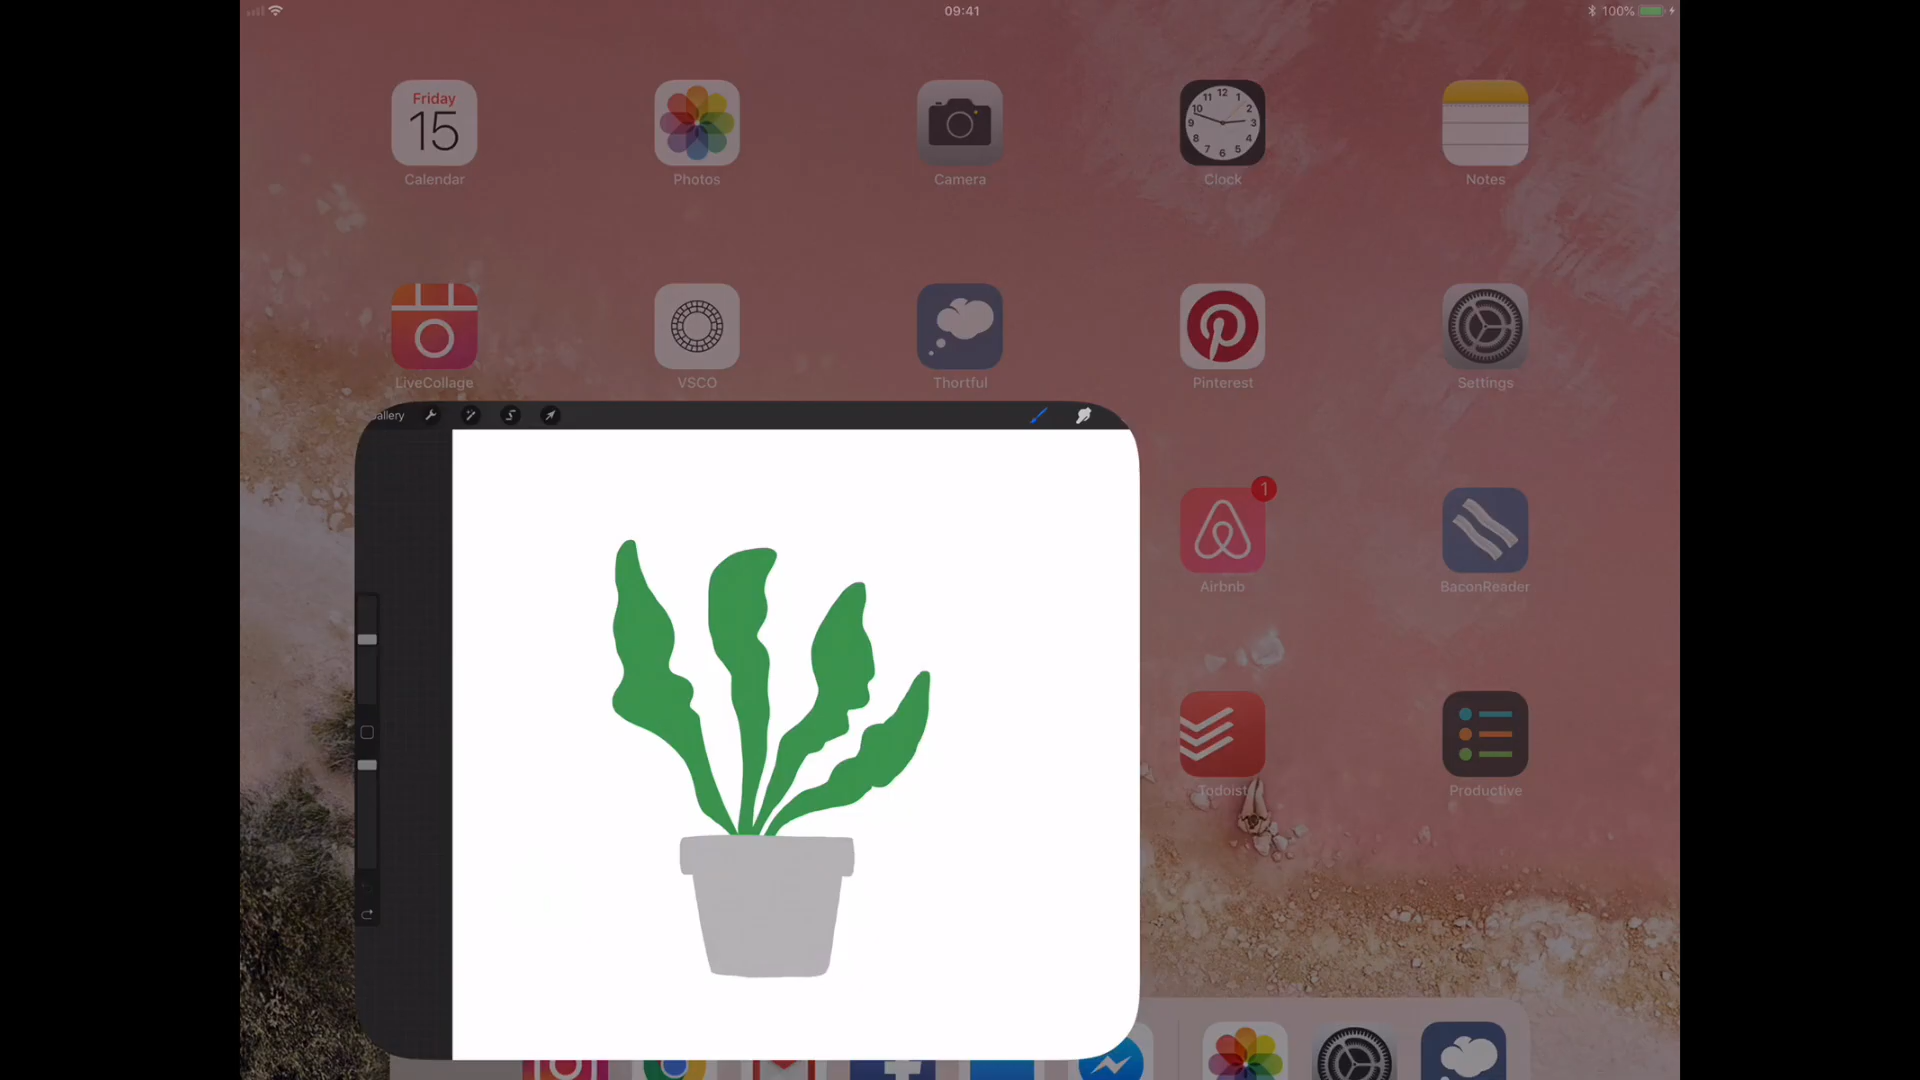 09:41
100%
Friday
15
Calendar
Photos
Camera
Clock
Notes
LiveCollage
VSCO
Thortful
Pinterest
Settings
allery
1
Airbnb
BaconReader
Todoist
Productive